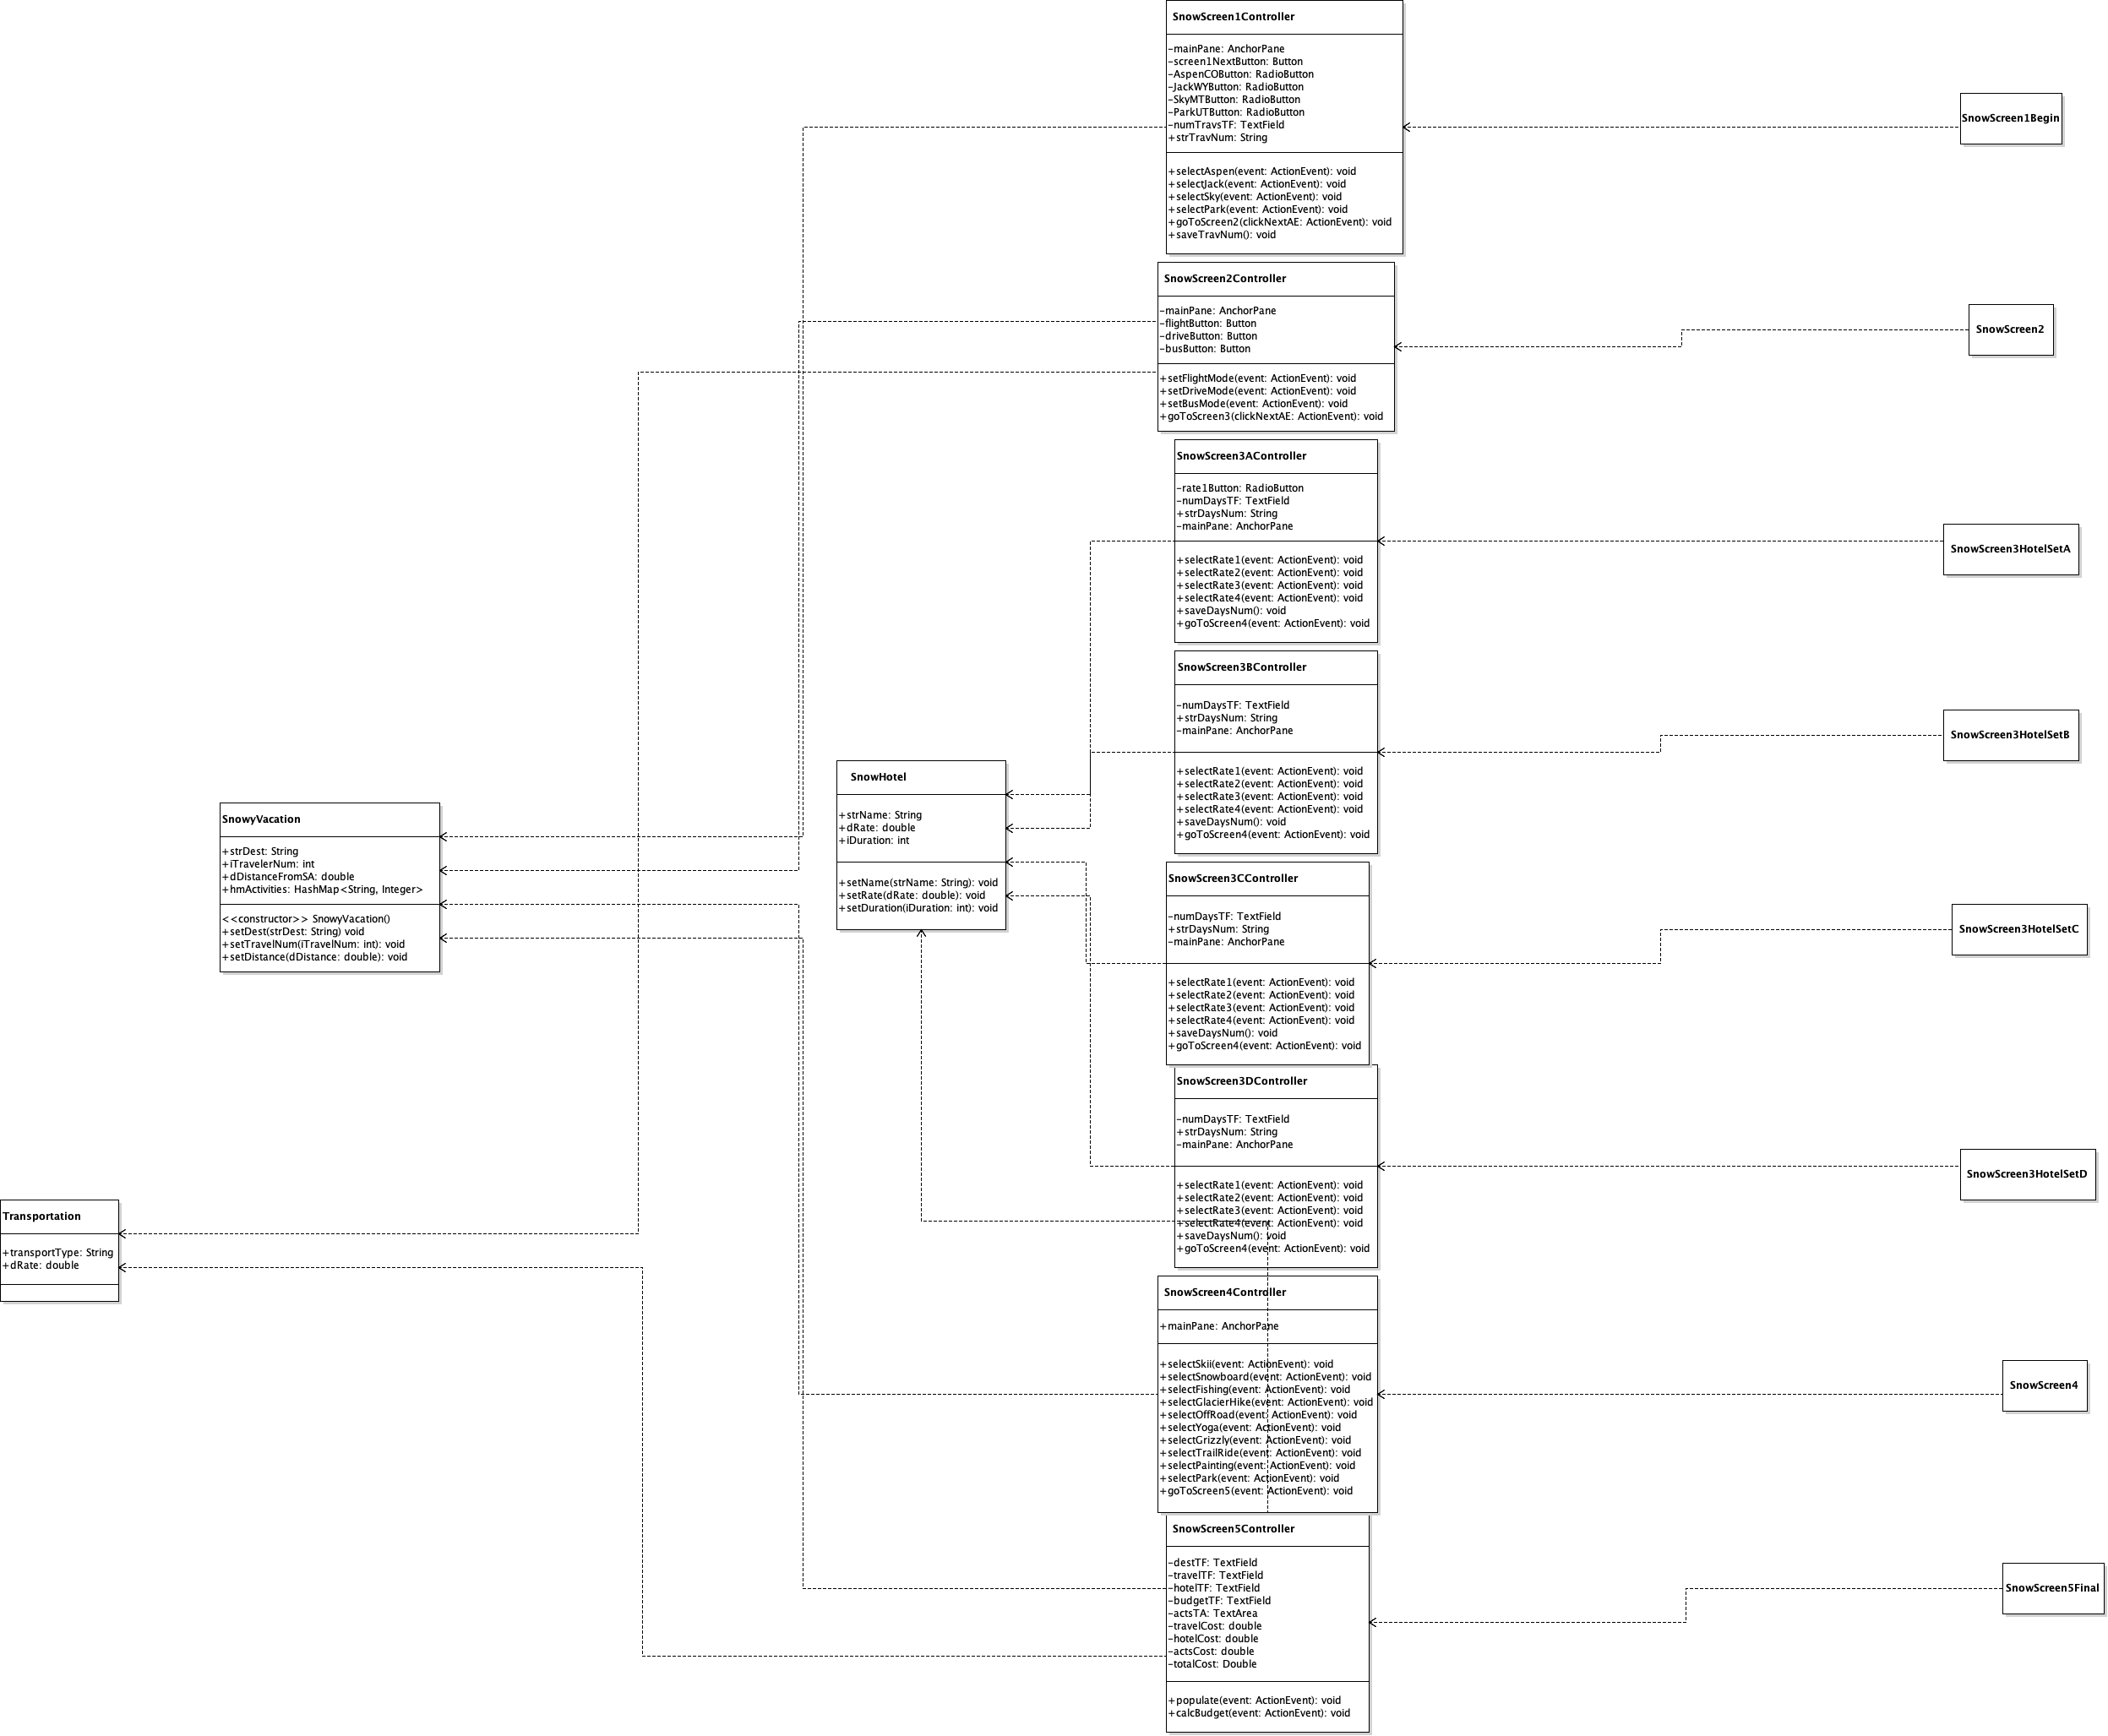 SnowScreen1Controller
-mainPane: AnchorPane
-screen1NextButton: Button
-AspenCOButton: RadioButton
-JackWYButton: RadioButton
-SkyMTButton: RadioButton
-ParkUTButton: RadioButton
-numTravsTF: TextField
+strTravNum: String
+selectAspen(event: ActionEvent): void
+selectJack(event: ActionEvent): void
+selectSky(event: ActionEvent): void
+selectPark(event: ActionEvent): void
+goToScreen2(clickNextAE: ActionEvent): void
+saveTravNum(): void
SnowScreen1Begin
SnowScreen2Controller
-mainPane: AnchorPane
-flightButton: Button
-driveButton: Button
-busButton: Button
+setFlightMode(event: ActionEvent): void
+setDriveMode(event: ActionEvent): void
+setBusMode(event: ActionEvent): void
+goToScreen3(clickNextAE: ActionEvent): void
SnowScreen2
SnowScreen3AController
-rate1Button: RadioButton
-numDaysTF: TextField
+strDaysNum: String
-mainPane: AnchorPane
+selectRate1(event: ActionEvent): void
+selectRate2(event: ActionEvent): void
+selectRate3(event: ActionEvent): void
+selectRate4(event: ActionEvent): void
+saveDaysNum(): void
+goToScreen4(event: ActionEvent): void
SnowScreen3HotelSetA
SnowScreen3BController
-numDaysTF: TextField
+strDaysNum: String
-mainPane: AnchorPane
+selectRate1(event: ActionEvent): void
+selectRate2(event: ActionEvent): void
+selectRate3(event: ActionEvent): void
+selectRate4(event: ActionEvent): void
+saveDaysNum(): void
+goToScreen4(event: ActionEvent): void
SnowScreen3HotelSetB
SnowHotel
+strName: String
+dRate: double
+iDuration: int
+setName(strName: String): void
+setRate(dRate: double): void
+setDuration(iDuration: int): void
SnowyVacation
+strDest: String
+iTravelerNum: int
+dDistanceFromSA: double
+hmActivities: HashMap<String, Integer>
<<constructor>> SnowyVacation()
+setDest(strDest: String) void
+setTravelNum(iTravelNum: int): void
+setDistance(dDistance: double): void
SnowScreen3CController
-numDaysTF: TextField
+strDaysNum: String
-mainPane: AnchorPane
+selectRate1(event: ActionEvent): void
+selectRate2(event: ActionEvent): void
+selectRate3(event: ActionEvent): void
+selectRate4(event: ActionEvent): void
+saveDaysNum(): void
+goToScreen4(event: ActionEvent): void
SnowScreen3HotelSetC
SnowScreen3DController
-numDaysTF: TextField
+strDaysNum: String
-mainPane: AnchorPane
+selectRate1(event: ActionEvent): void
+selectRate2(event: ActionEvent): void
+selectRate3(event: ActionEvent): void
+selectRate4(event: ActionEvent): void
+saveDaysNum(): void
+goToScreen4(event: ActionEvent): void
SnowScreen3HotelSetD
Transportation
+transportType: String
+dRate: double
SnowScreen4Controller
+mainPane: AnchorPane
+selectSkii(event: ActionEvent): void
+selectSnowboard(event: ActionEvent): void
+selectFishing(event: ActionEvent): void
+selectGlacierHike(event: ActionEvent): void
+selectOffRoad(event: ActionEvent): void
+selectYoga(event: ActionEvent): void
+selectGrizzly(event: ActionEvent): void
+selectTrailRide(event: ActionEvent): void
+selectPainting(event: ActionEvent): void
+selectPark(event: ActionEvent): void
+goToScreen5(event: ActionEvent): void
SnowScreen4
SnowScreen5Controller
-destTF: TextField
-travelTF: TextField
-hotelTF: TextField
-budgetTF: TextField
-actsTA: TextArea
-travelCost: double
-hotelCost: double
-actsCost: double
-totalCost: Double
+populate(event: ActionEvent): void
+calcBudget(event: ActionEvent): void
SnowScreen5Final